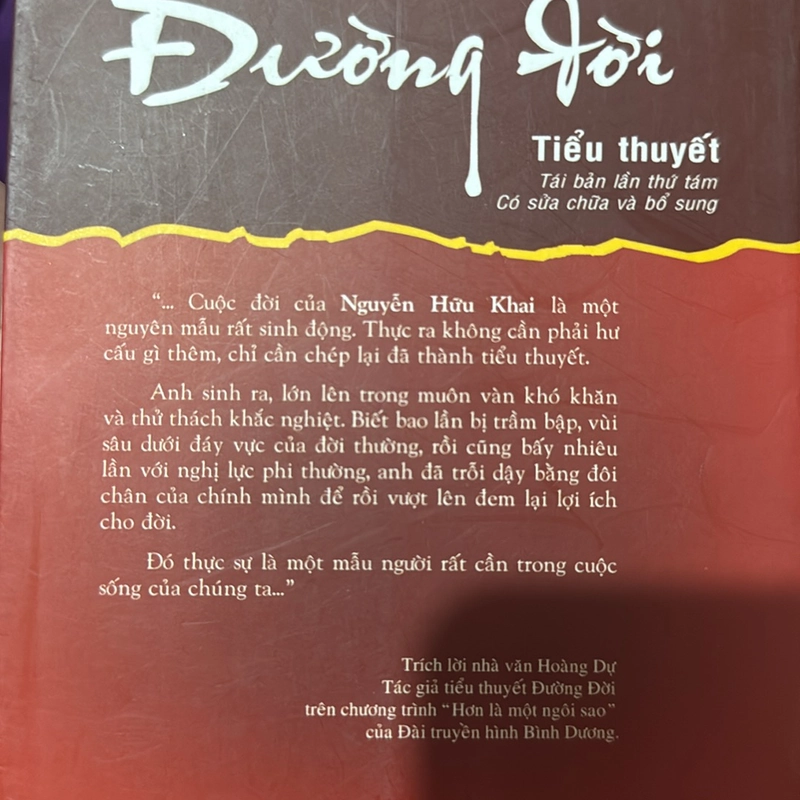 Đường đời
Tiểu thuyết
Tái bản lần thứ tám
Có sửa chữa và bổ sung
“... Cuộc đời của Nguyễn Hữu Khai là một
nguyên mẫu rất sinh động. Thực ra không cần phải hư
cấu gì thêm, chỉ cần chép lại đã thành tiểu thuyết.
Anh sinh ra, lớn lên trong muôn vàn khó khăn
và thử thách khắc nghiệt. Biết bao lần bị trầm bập, vùi
sâu dưới đáy vực của đời thường, rồi cũng bấy nhiêu
lần với nghị lực phi thường, anh đã trỗi dậy bằng đôi
chân của chính mình để rồi vượt lên đem lại lợi ích
cho đời.
Đó thực sự là một mẫu người rất cần trong cuộc
sống của chúng ta...”
Trích lời nhà văn Hoàng Dự
Tác giả tiểu thuyết Đường Đời
trên chương trình “Hơn là một ngôi sao”
của Đài truyền hình Bình Dương.